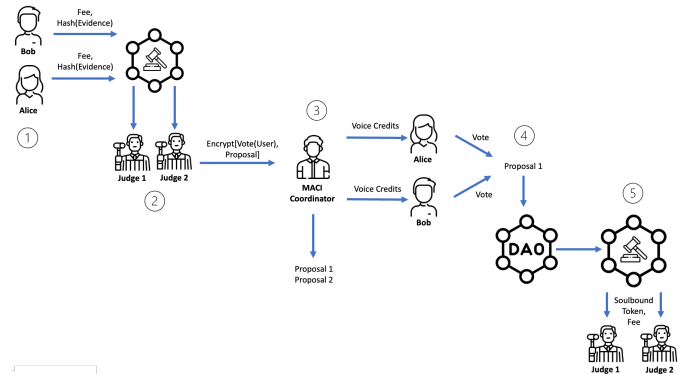 Fee,
Hash(Evidence)
Bob
Fee,
Hash(Evidence)
Alice
1
Judge 1
Judge 2
2
Encrypt[Vote(User),
Proposal]
3
MACI
Coordinator
Voice Credits
Alice
Voice Credits
Bob
Proposal 1
Proposal 2
Vote
Vote
4
Proposal 1
DAO
5
Soulbound
Token,
Fee
Judge 1
Judge 2